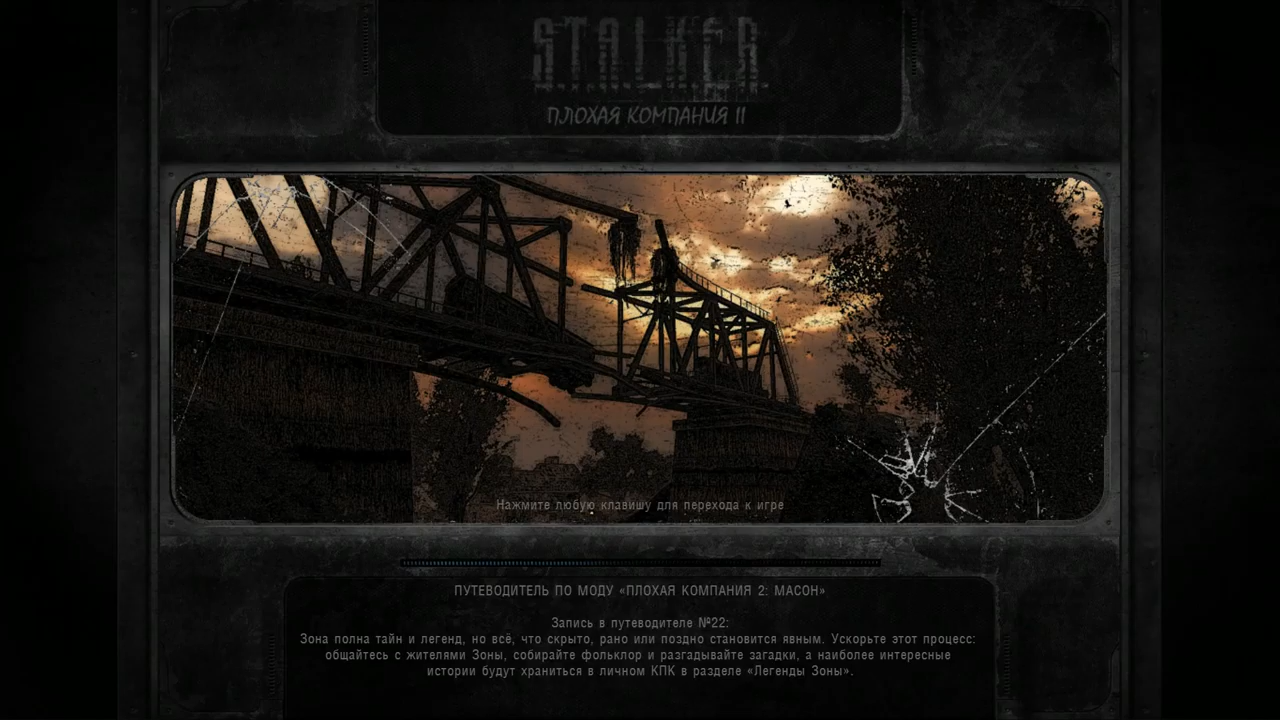 S.T.A.L.K.E.R.
ПЛОХАЯ КОМПАНИЯ II
Нажмите любую клавишу для перехода к игре
ПУТЕВОДИТЕЛЬ ПО МОДУ «ПЛОХАЯ КОМПАНИЯ 2: МАСОН»
Запись в путеводителе №22:
Зона полна тайн и легенд, но всё, что скрыто, рано или поздно становится явным. Ускорьте этот процесс:
общайтесь с жителями Зоны, собирайте фольклор и разгадывайте загадки, а наиболее интересные
истории будут храниться в личном КПК в разделе «Легенды Зоны».